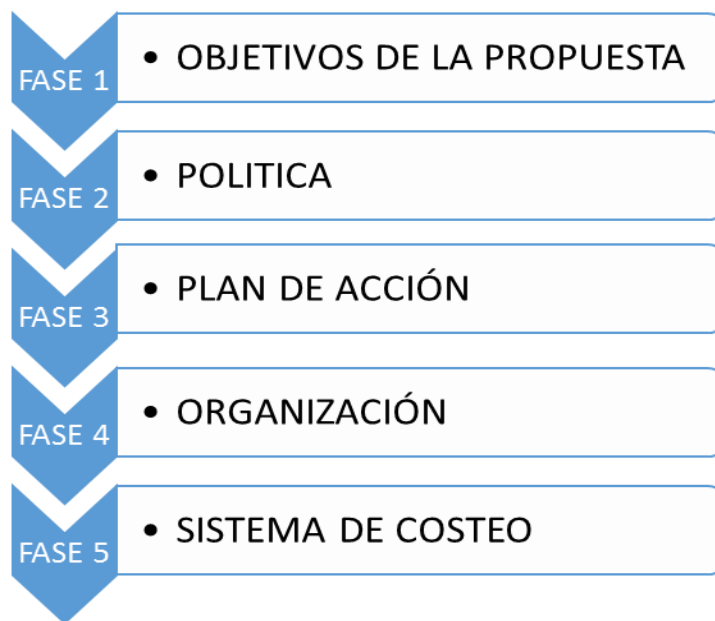 FASE 1
• OBJETIVOS DE LA PROPUESTA
FASE 2
• POLITICA
FASE 3
• PLAN DE ACCIÓN
FASE 4
• ORGANIZACIÓN
FASE 5
• SISTEMA DE COSTEO